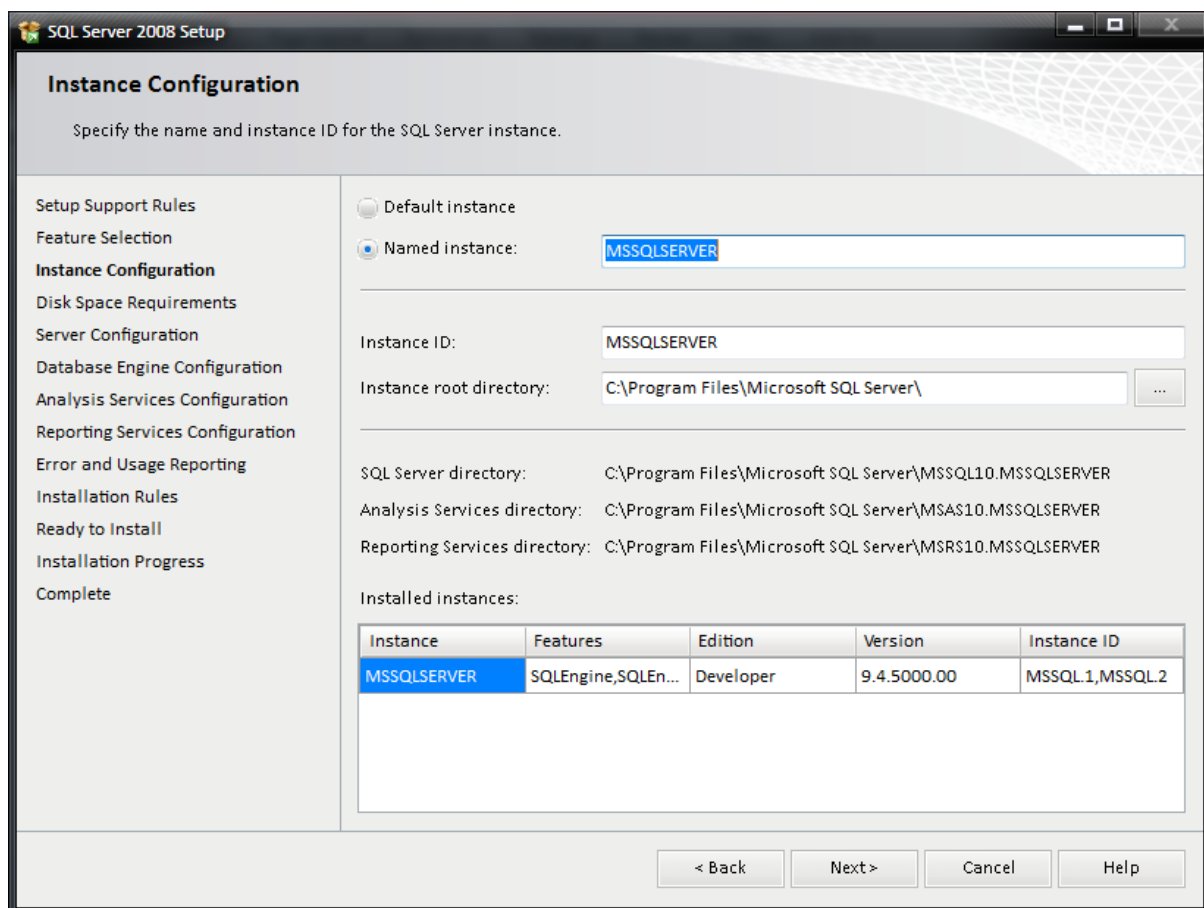 SQL Server 2008 Setup
Instance Configuration
Specify the name and instance ID for the SQL Server instance.
Setup Support Rules
Feature Selection
Instance Configuration
Disk Space Requirements
Server Configuration
Database Engine Configuration
Analysis Services Configuration
Reporting Services Configuration
Error and Usage Reporting
Installation Rules
Ready to Install
Installation Progress
Complete
Default instance
Named instance: MSSQLSERVER
Instance ID: MSSQLSERVER
Instance root directory: C:\Program Files\Microsoft SQL Server\ ...
SQL Server directory: C:\Program Files\Microsoft SQL Server\MSSQL10.MSSQLSERVER
Analysis Services directory: C:\Program Files\Microsoft SQL Server\MSAS10.MSSQLSERVER
Reporting Services directory: C:\Program Files\Microsoft SQL Server\MSRS10.MSSQLSERVER
Installed instances:
Instance Features Edition Version Instance ID
MSSQLSERVER SQLEngine,SQLEn... Developer 9.4.5000.00 MSSQL.1,MSSQL.2
< Back Next > Cancel Help